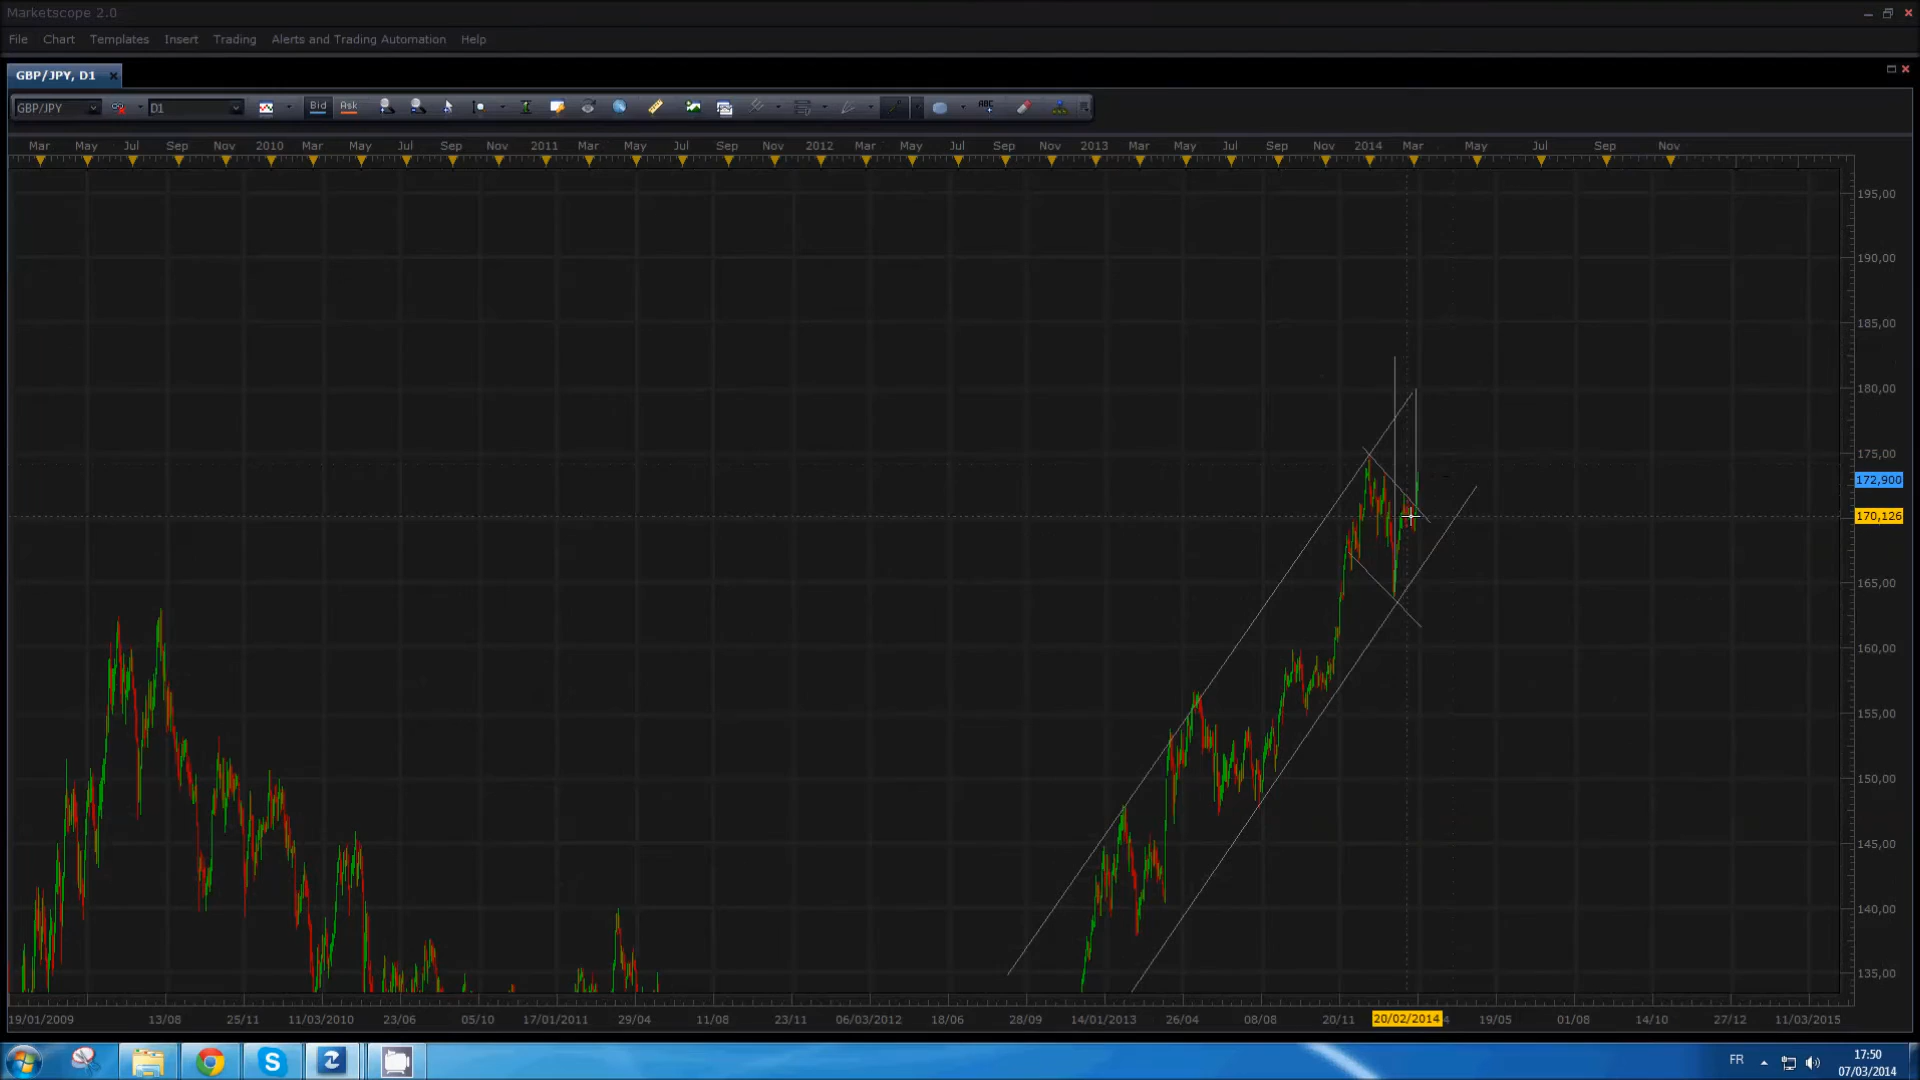 Marketscope 2.0
File Chart Templates Insert Trading Alerts and Trading Automation Help
GBP/JPY, D1
GBP/JPY D1 Bid Ask ABC
Mar May Jul Sep Nov 2010 Mar May Jul Sep Nov 2011 Mar May Jul Sep Nov 2012 Mar May Jul Sep Nov 2013 Mar May Jul Sep Nov 2014 Mar May Jul Sep Nov
195,00
190,00
185,00
180,00
175,00
172,900
170,126
165,00
160,00
155,00
150,00
145,00
140,00
135,00
19/01/2009 13/08 25/11 11/03/2010 23/06 05/10 17/01/2011 29/04 11/08 23/11 06/03/2012 18/06 28/09 14/01/2013 26/04 08/08 20/11 20/02/2014 4 19/05 01/08 14/10 27/12 11/03/2015
FR 17:50
07/03/2014